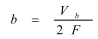 b = V_b / 2 F